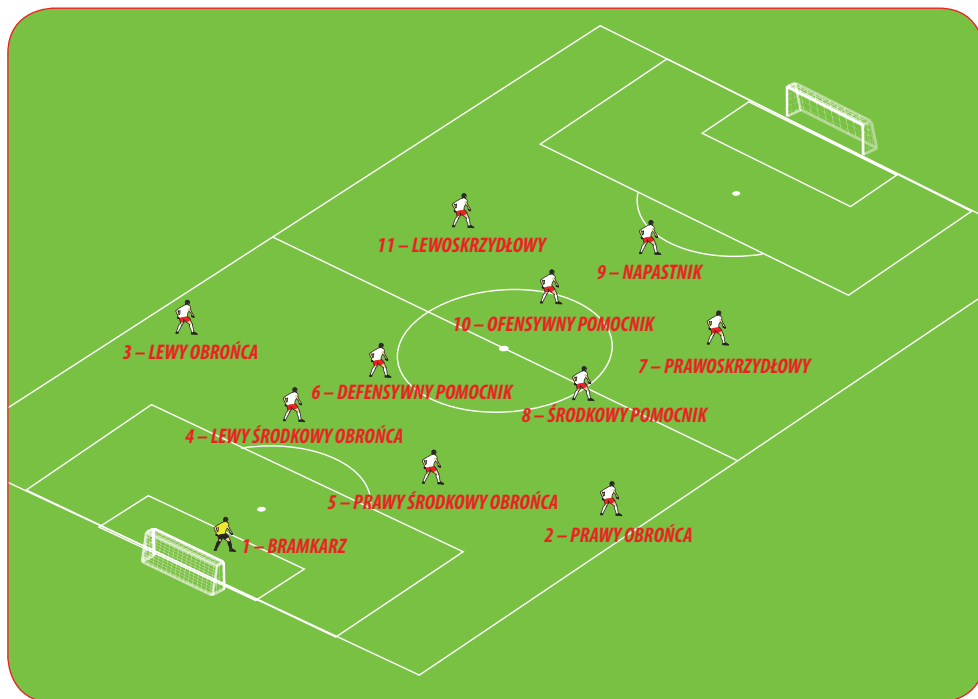 11 – LEWOSKRZYDŁOWY
9 – NAPASTNIK
10 – OFENSYWNY POMOCNIK
3 – LEWY OBROŃCA
7 – PRAWOSKRZYDŁOWY
6 – DEFENSYWNY POMOCNIK
8 – ŚRODKOWY POMOCNIK
4 – LEWY ŚRODKOWY OBROŃCA
5 – PRAWY ŚRODKOWY OBROŃCA
2 – PRAWY OBROŃCA
1 – BRAMKARZ